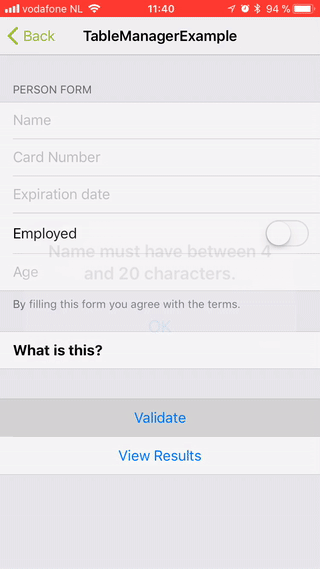 vodafone NL 11:40 94 %
Back TableManagerExample
PERSON FORM
Name
Card Number
Expiration date
Employed
Name must have between 4
and 20 characters.
Age
By filling this form you agree with the terms.
OK
What is this?
Validate
View Results